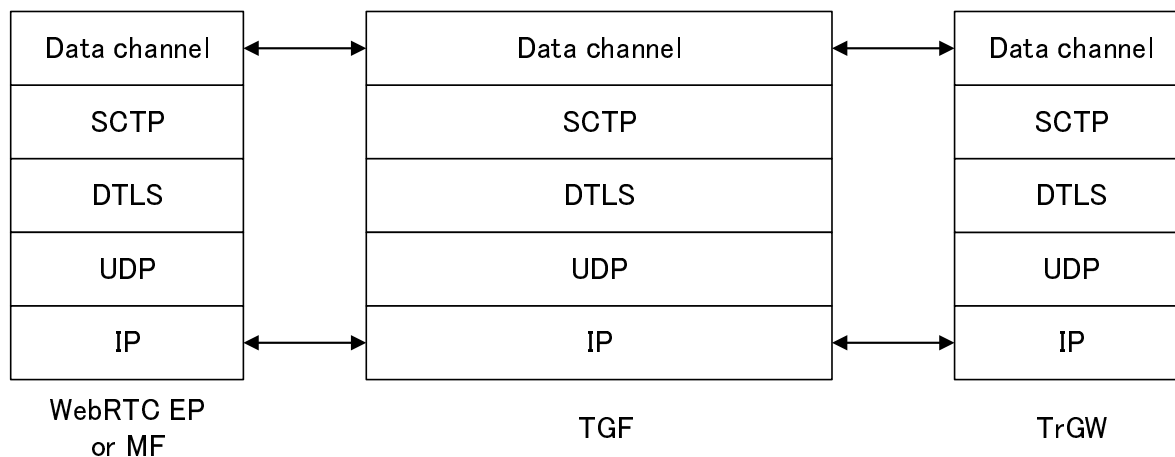 Data channel
Data channel
Data channel
SCTP
SCTP
SCTP
DTLS
DTLS
DTLS
UDP
UDP
UDP
IP
IP
IP
WebRTC EP
or MF
TGF
TrGW